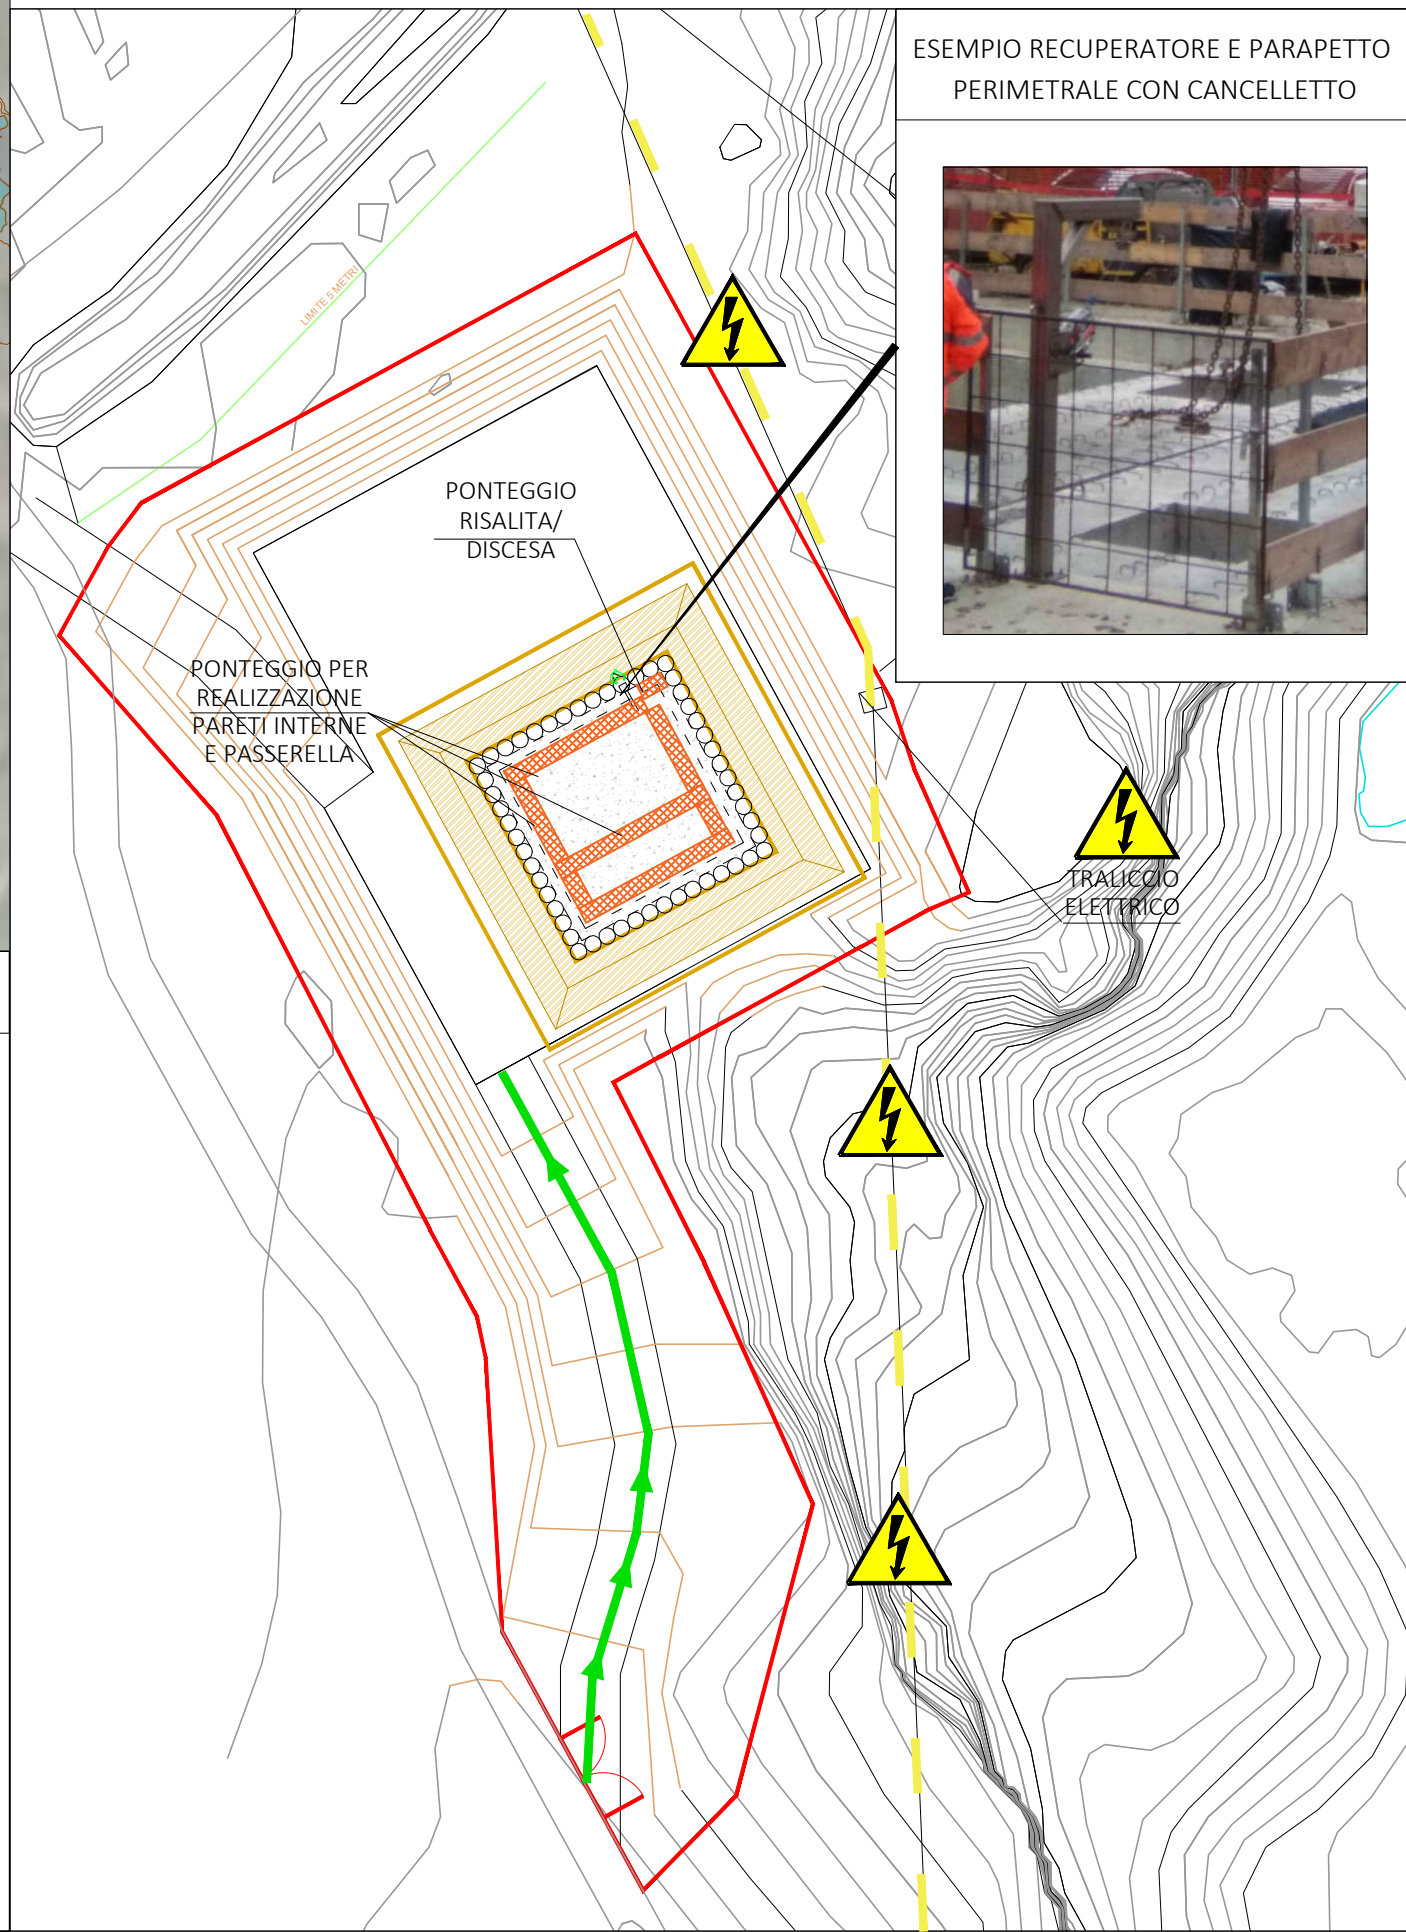 ESEMPIO RECUPERATORE E PARAPETTO
PERIMETRALE CON CANCELLETTO
LIMITE 5 METRI
PONTEGGIO
RISALITA/
DISCESA
PONTEGGIO PER
REALIZZAZIONE
PARETI INTERNE
E PASSERELLA
TRALICCIO
ELETTRICO